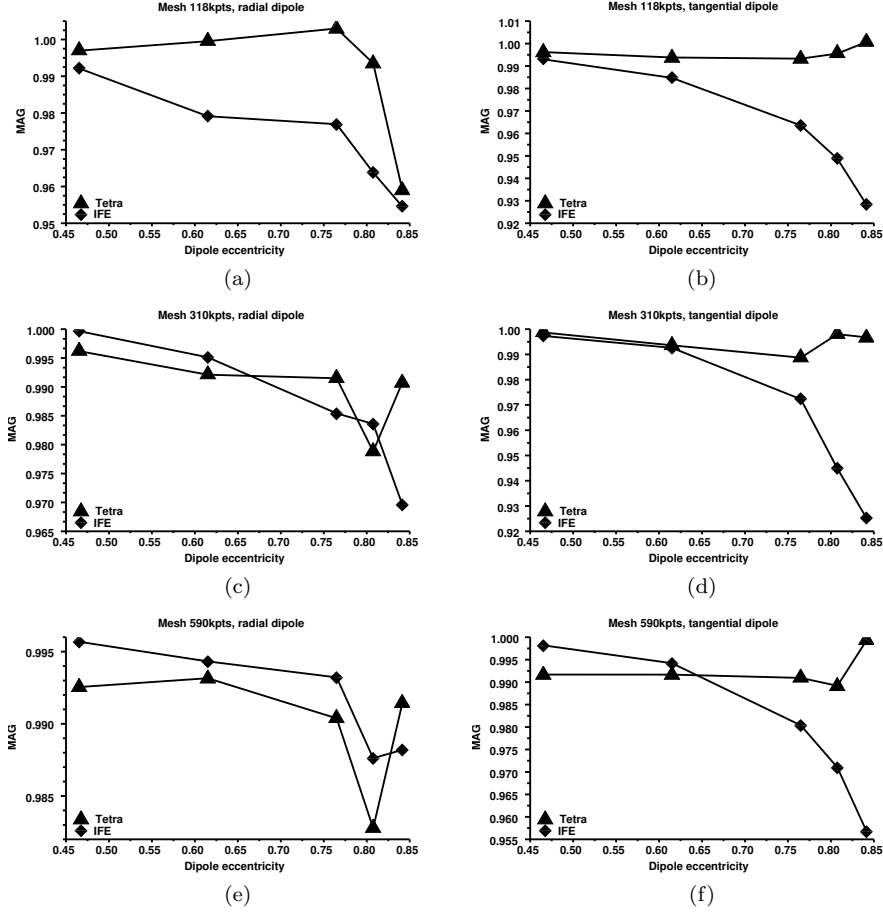 Mesh 118kpts, radial dipole
1.00
0.99
0.98
0.97
0.96
0.95
MAG
Tetra
IFE
0.45 0.50 0.55 0.60 0.65 0.70 0.75 0.80 0.85
Dipole eccentricity
(a)
Mesh 118kpts, tangential dipole
1.01
1.00
0.99
0.98
0.97
0.96
0.95
0.94
0.93
0.92
MAG
Tetra
IFE
0.45 0.50 0.55 0.60 0.65 0.70 0.75 0.80 0.85
Dipole eccentricity
(b)
Mesh 310kpts, radial dipole
1.000
0.995
0.990
0.985
0.980
0.975
0.970
0.965
MAG
Tetra
IFE
0.45 0.50 0.55 0.60 0.65 0.70 0.75 0.80 0.85
Dipole eccentricity
(c)
Mesh 310kpts, tangential dipole
1.00
0.99
0.98
0.97
0.96
0.95
0.94
0.93
0.92
MAG
Tetra
IFE
0.45 0.50 0.55 0.60 0.65 0.70 0.75 0.80 0.85
Dipole eccentricity
(d)
Mesh 590kpts, radial dipole
0.995
0.990
0.985
MAG
Tetra
IFE
0.45 0.50 0.55 0.60 0.65 0.70 0.75 0.80 0.85
Dipole eccentricity
(e)
Mesh 590kpts, tangential dipole
1.000
0.995
0.990
0.985
0.980
0.975
0.970
0.965
0.960
0.955
MAG
Tetra
IFE
0.45 0.50 0.55 0.60 0.65 0.70 0.75 0.80 0.85
Dipole eccentricity
(f)